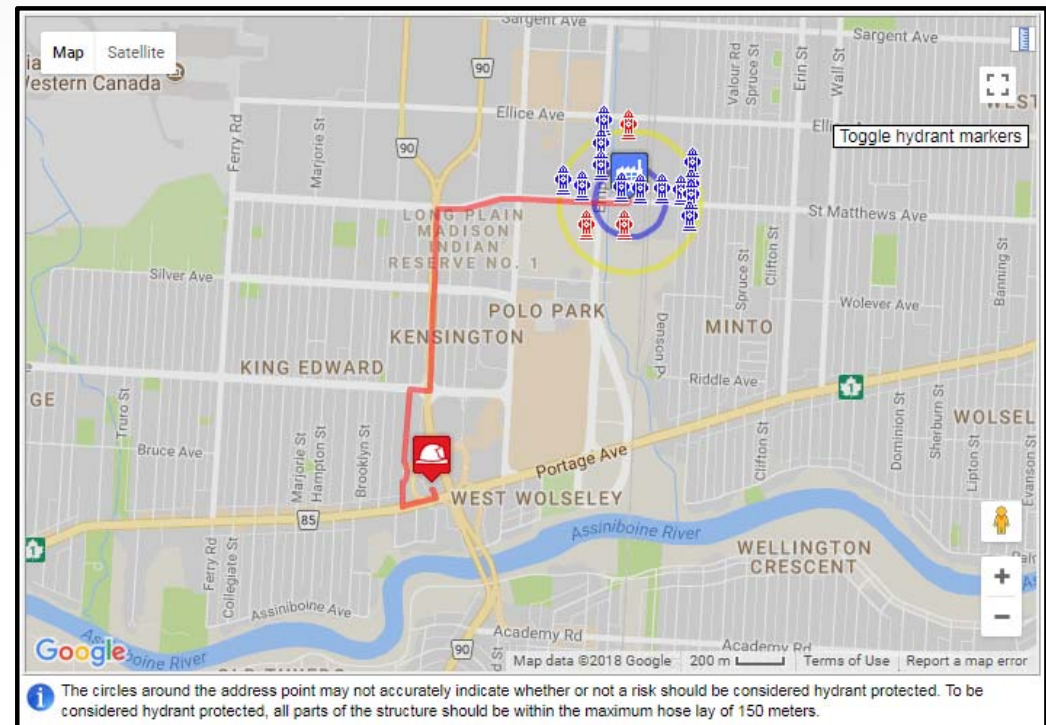 Sargent Ave
Sargent Ave
Map Satellite
Western Canada
90
Valour Rd
Spruce St
Erin St
Wall St
Ellice Ave
Toggle hydrant markers
Ferry Rd
Marjorie St
90
LONG PLAIN
MADISON
INDIAN
RESERVE NO. 1
St Matthews Ave
Silver Ave
Spruce St
Clifton St
Banning St
POLO PARK
Wolever Ave
KENSINGTON
MINTO
Denson Pl
KING EDWARD
Riddle Ave
1
GE
Truro St
WOLSEL
Bruce Ave
Marjorie St
Hampton St
Brooklyn St
Clifton St
Dominion St
Sherburn St
Lipton St
Evanson St
Portage Ave
WEST WOLSELEY
85
Assiniboine River
1
WELLINGTON
CRESCENT
Ferry Rd
Collegiate St
Assiniboine Ave
+
−
90
Academy Rd
Academy Rd
Google
Map data ©2018 Google 200 m Terms of Use Report a map error
The circles around the address point may not accurately indicate whether or not a risk should be considered hydrant protected. To be
considered hydrant protected, all parts of the structure should be within the maximum hose lay of 150 meters.